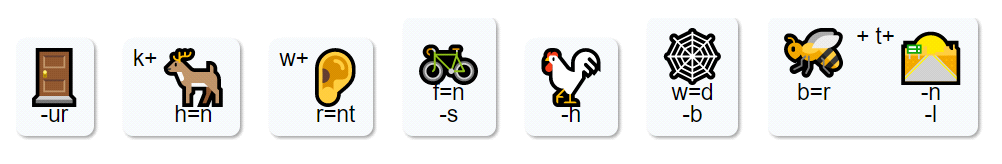 -ur
k+
h=n
w+
r=nt
f=n
-s
-h
w=d
-b
+ t+
b=r
-n
-l